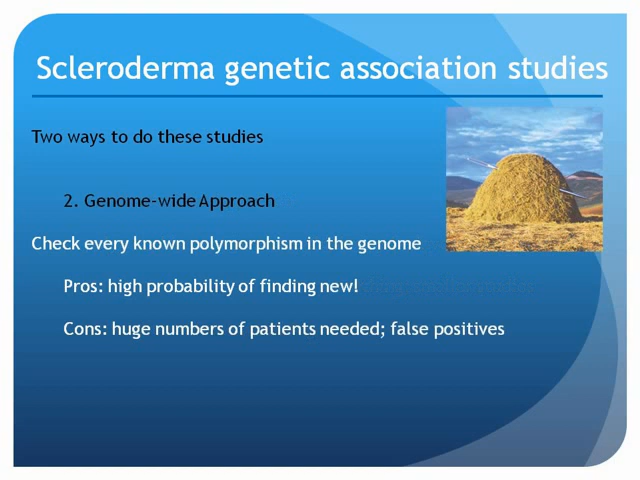 Scleroderma genetic association studies
Two ways to do these studies
2. Genome-wide Approach
Check every known polymorphism in the genome
Pros: high probability of finding new!
Cons: huge numbers of patients needed; false positives